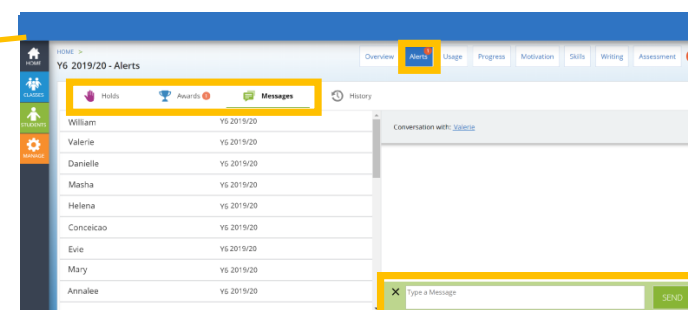 HOME >
Y6 2019/20 - Alerts
Overview Alerts Usage Progress Motivation Skills Writing Assessment
HOME
CLASSES
STUDENTS
MANAGE
Holds Awards Messages History
William Y6 2019/20
Valerie Y6 2019/20
Danielle Y6 2019/20
Masha Y6 2019/20
Helena Y6 2019/20
Conceicao Y6 2019/20
Evie Y6 2019/20
Mary Y6 2019/20
Annalee Y6 2019/20
Conversation with: Valerie
Type a Message
SEND